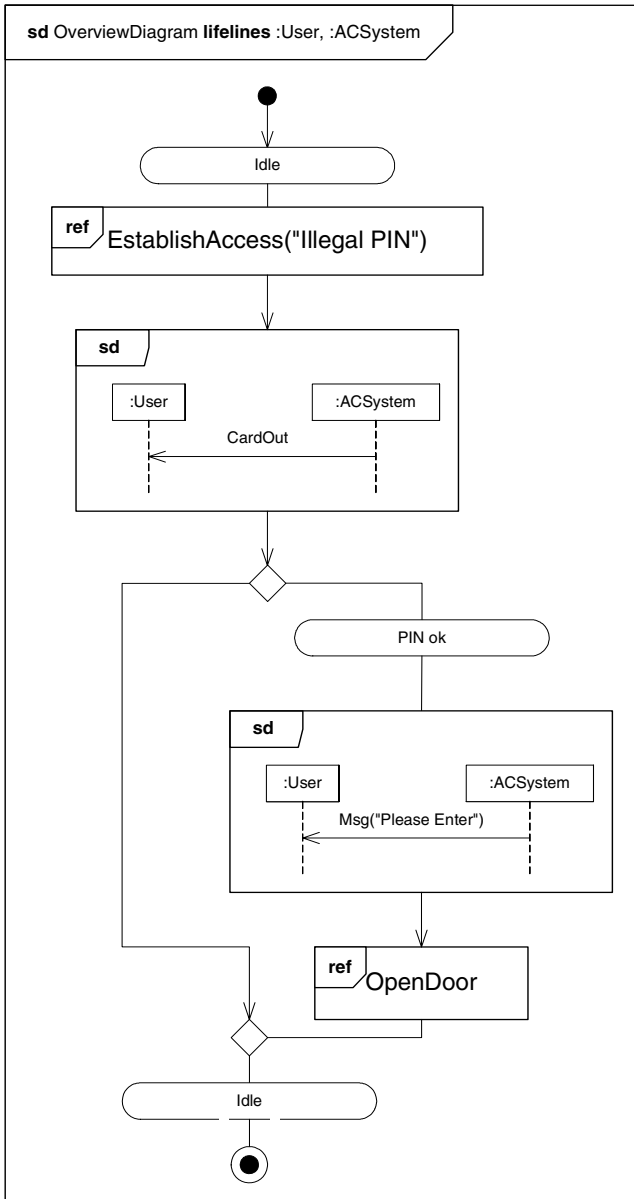 sd OverviewDiagram lifelines :User, :ACSystem
Idle
ref
EstablishAccess("Illegal PIN")
sd
:User
:ACSystem
CardOut
PIN ok
sd
:User
:ACSystem
Msg("Please Enter")
ref
OpenDoor
Idle